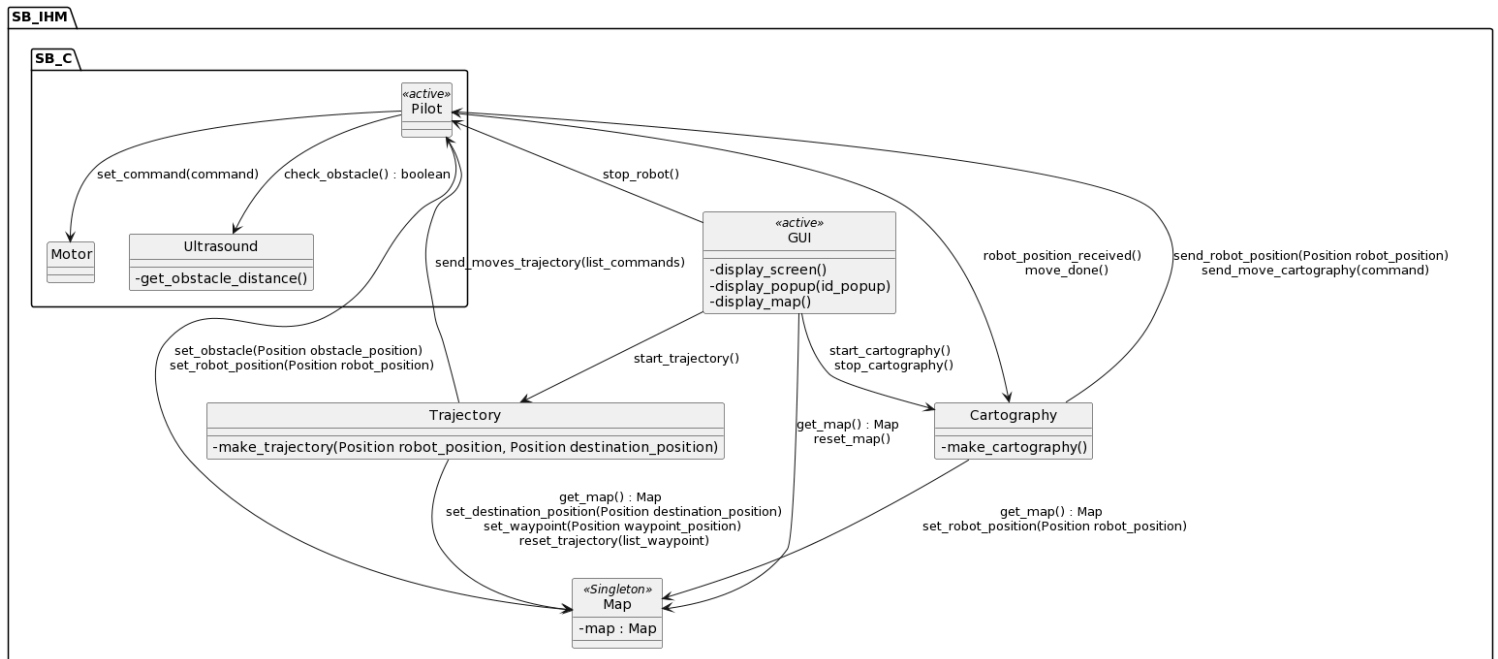 SB_IHM
SB_C
«active»
Pilot
set_command(command)
check_obstacle() : boolean
stop_robot()
«active»
GUI
-display_screen()
-display_popup(id_popup)
-display_map()
Motor
Ultrasound
-get_obstacle_distance()
send_moves_trajectory(list_commands)
robot_position_received()
move_done()
send_robot_position(Position robot_position)
send_move_cartography(command)
set_obstacle(Position obstacle_position)
set_robot_position(Position robot_position)
start_trajectory()
start_cartography()
stop_cartography()
Trajectory
-make_trajectory(Position robot_position, Position destination_position)
get_map() : Map
reset_map()
Cartography
-make_cartography()
get_map() : Map
set_destination_position(Position destination_position)
set_waypoint(Position waypoint_position)
reset_trajectory(list_waypoint)
get_map() : Map
set_robot_position(Position robot_position)
«Singleton»
Map
-map : Map